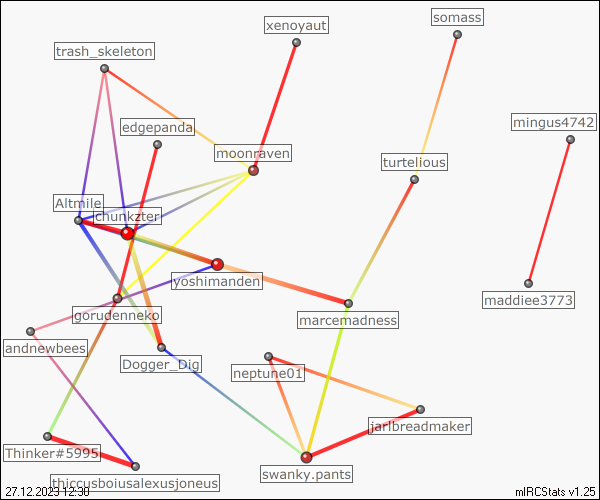 somass
xenoyaut
trash_skeleton
mingus4742
edgepanda
moonraven
turtelious
Altmile
chunkzter
yoshimanden
maddiee3773
gorudenneko
marcemadness
andnewbees
Dogger_Dig
neptune01
jarlbreadmaker
Thinker#5995
swanky.pants
thiccusboiusalexusjoneus
27.12.2023 12:30
mIRCStats v1.25